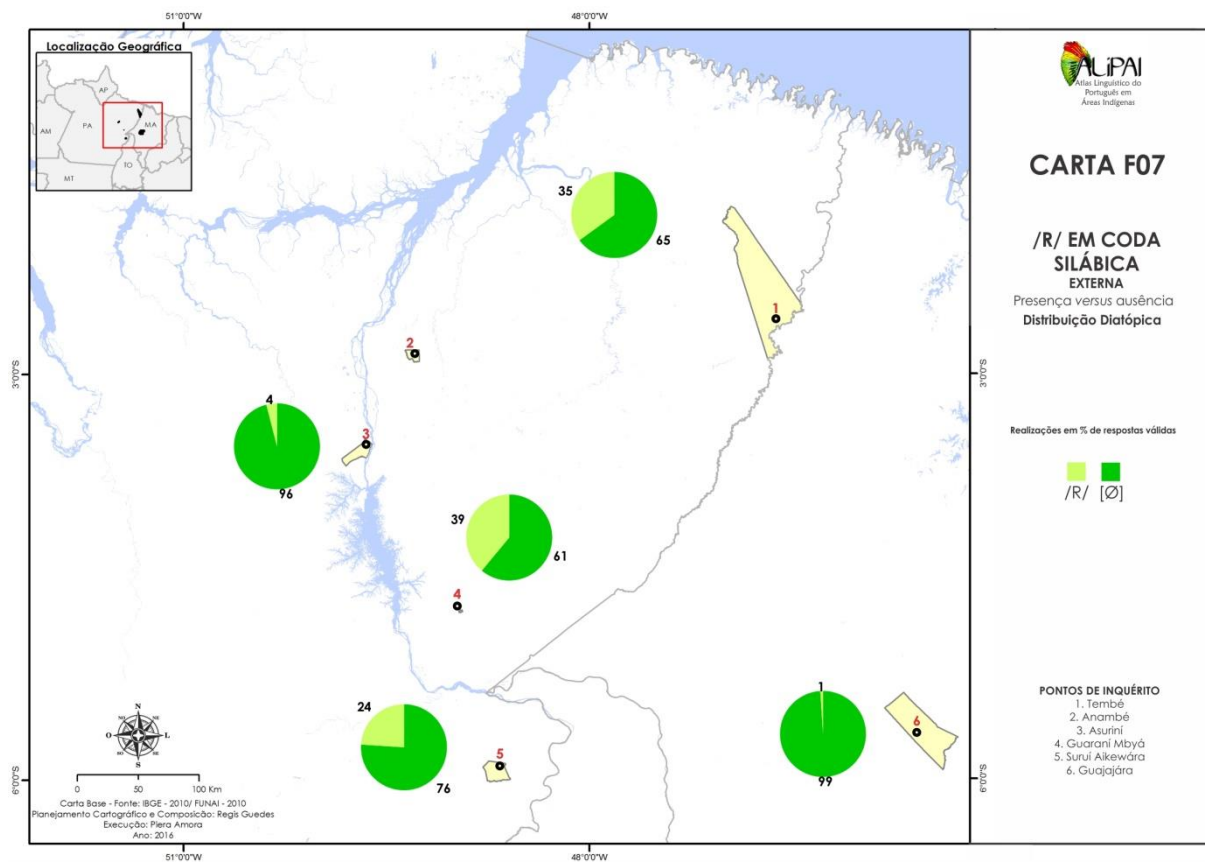 51°0'0"W
48°0'0"W
Localização Geográfica
AP
AM
PA
MA
TO
MT
ALiPAI
Atlas Linguístico do
Português em
Áreas Indígenas
CARTA F07
/R/ EM CODA
SILÁBICA
EXTERNA
Presença versus ausência
Distribuição Diatópica
35
65
1
2
3°0'0"S
3°0'0"S
4
3
96
Realizações em % de respostas válidas
/R/ [Ø]
39
61
4
24
76
5
1
99
6
PONTOS DE INQUÉRITO
1. Tembé
2. Anambé
3. Asuriní
4. Guaraní Mbyá
5. Suruí Aikewára
6. Guajajára
N
NO
NE
O
L
SO
SE
S
0 50 100 Km
6°0'0"S
6°0'0"S
Carta Base - Fonte: IBGE - 2010/ FUNAI - 2010
Planejamento Cartográfico e Composição: Regis Guedes
Execução: Piera Amora
Ano: 2016
51°0'0"W
48°0'0"W